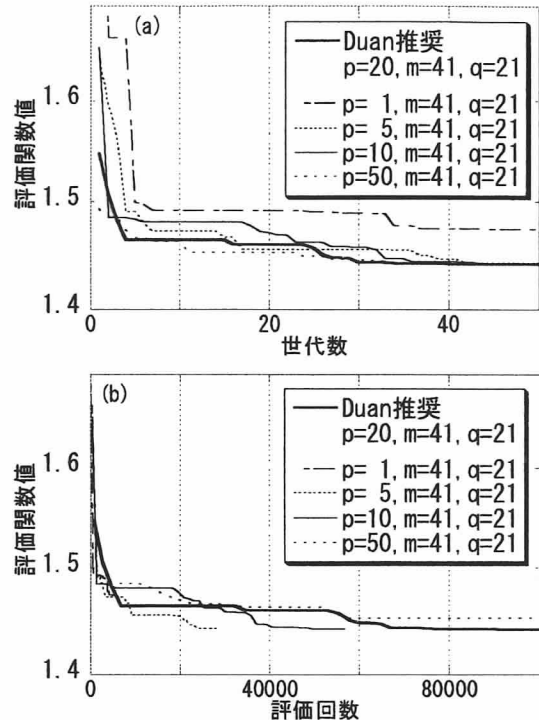 (a)
Duan推奨
p=20, m=41, q=21
p= 1, m=41, q=21
p= 5, m=41, q=21
p=10, m=41, q=21
p=50, m=41, q=21
評価関数値
1.6
1.5
1.4
0
20
40
世代数
(b)
Duan推奨
p=20, m=41, q=21
p= 1, m=41, q=21
p= 5, m=41, q=21
p=10, m=41, q=21
p=50, m=41, q=21
評価関数値
1.6
1.5
1.4
0
40000
80000
評価回数